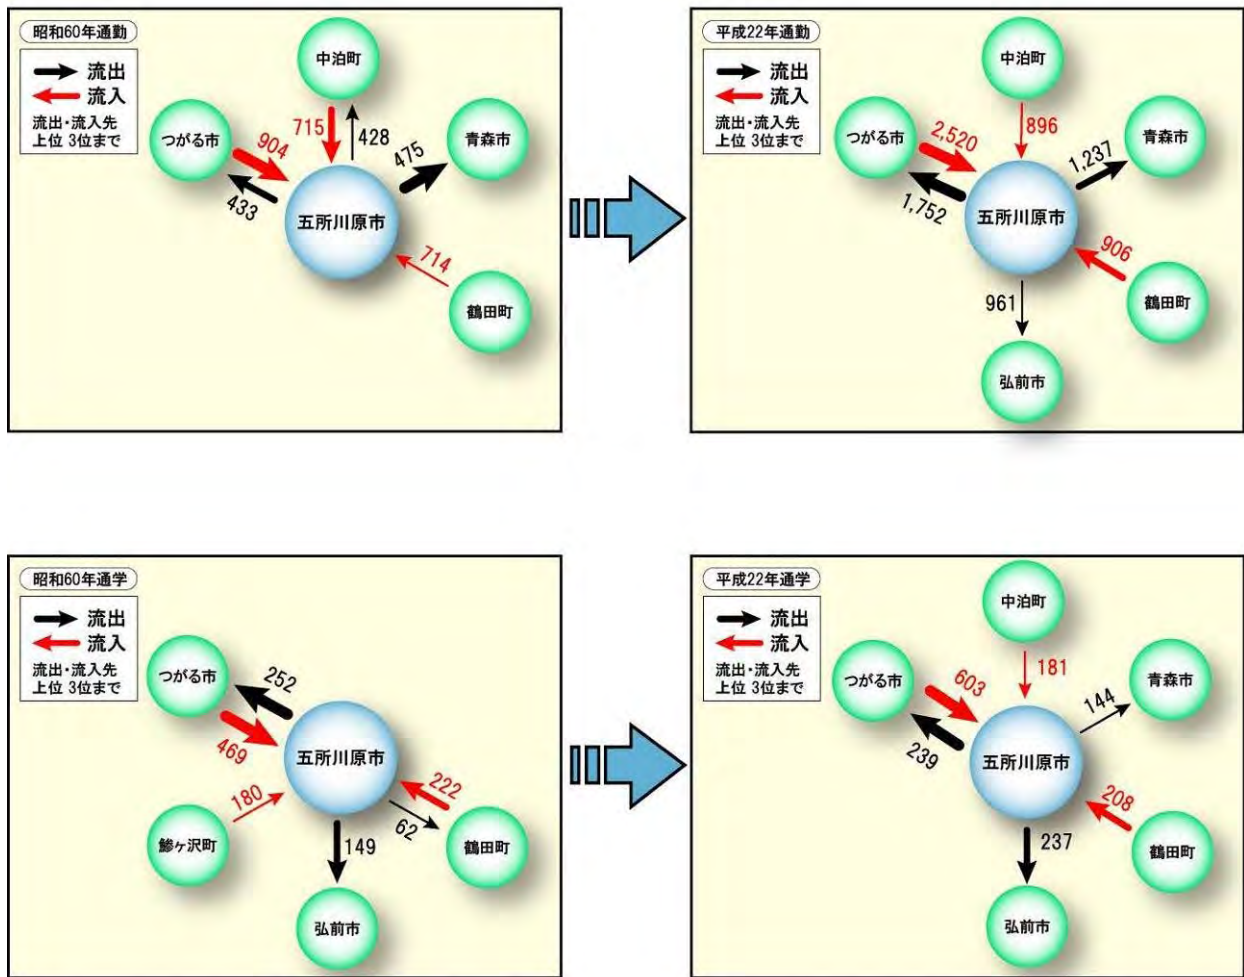 昭和60年通勤
流出
流入
流出・流入先
上位 3位まで
中泊町
つがる市
青森市
五所川原市
鶴田町
904
433
715
428
475
714
平成22年通勤
流出
流入
流出・流入先
上位 3位まで
中泊町
つがる市
青森市
五所川原市
鶴田町
弘前市
2,520
1,752
896
1,237
906
961
昭和60年通学
流出
流入
流出・流入先
上位 3位まで
つがる市
五所川原市
鰺ヶ沢町
鶴田町
弘前市
252
469
180
222
62
149
平成22年通学
流出
流入
流出・流入先
上位 3位まで
中泊町
つがる市
青森市
五所川原市
鶴田町
弘前市
603
239
181
144
208
237